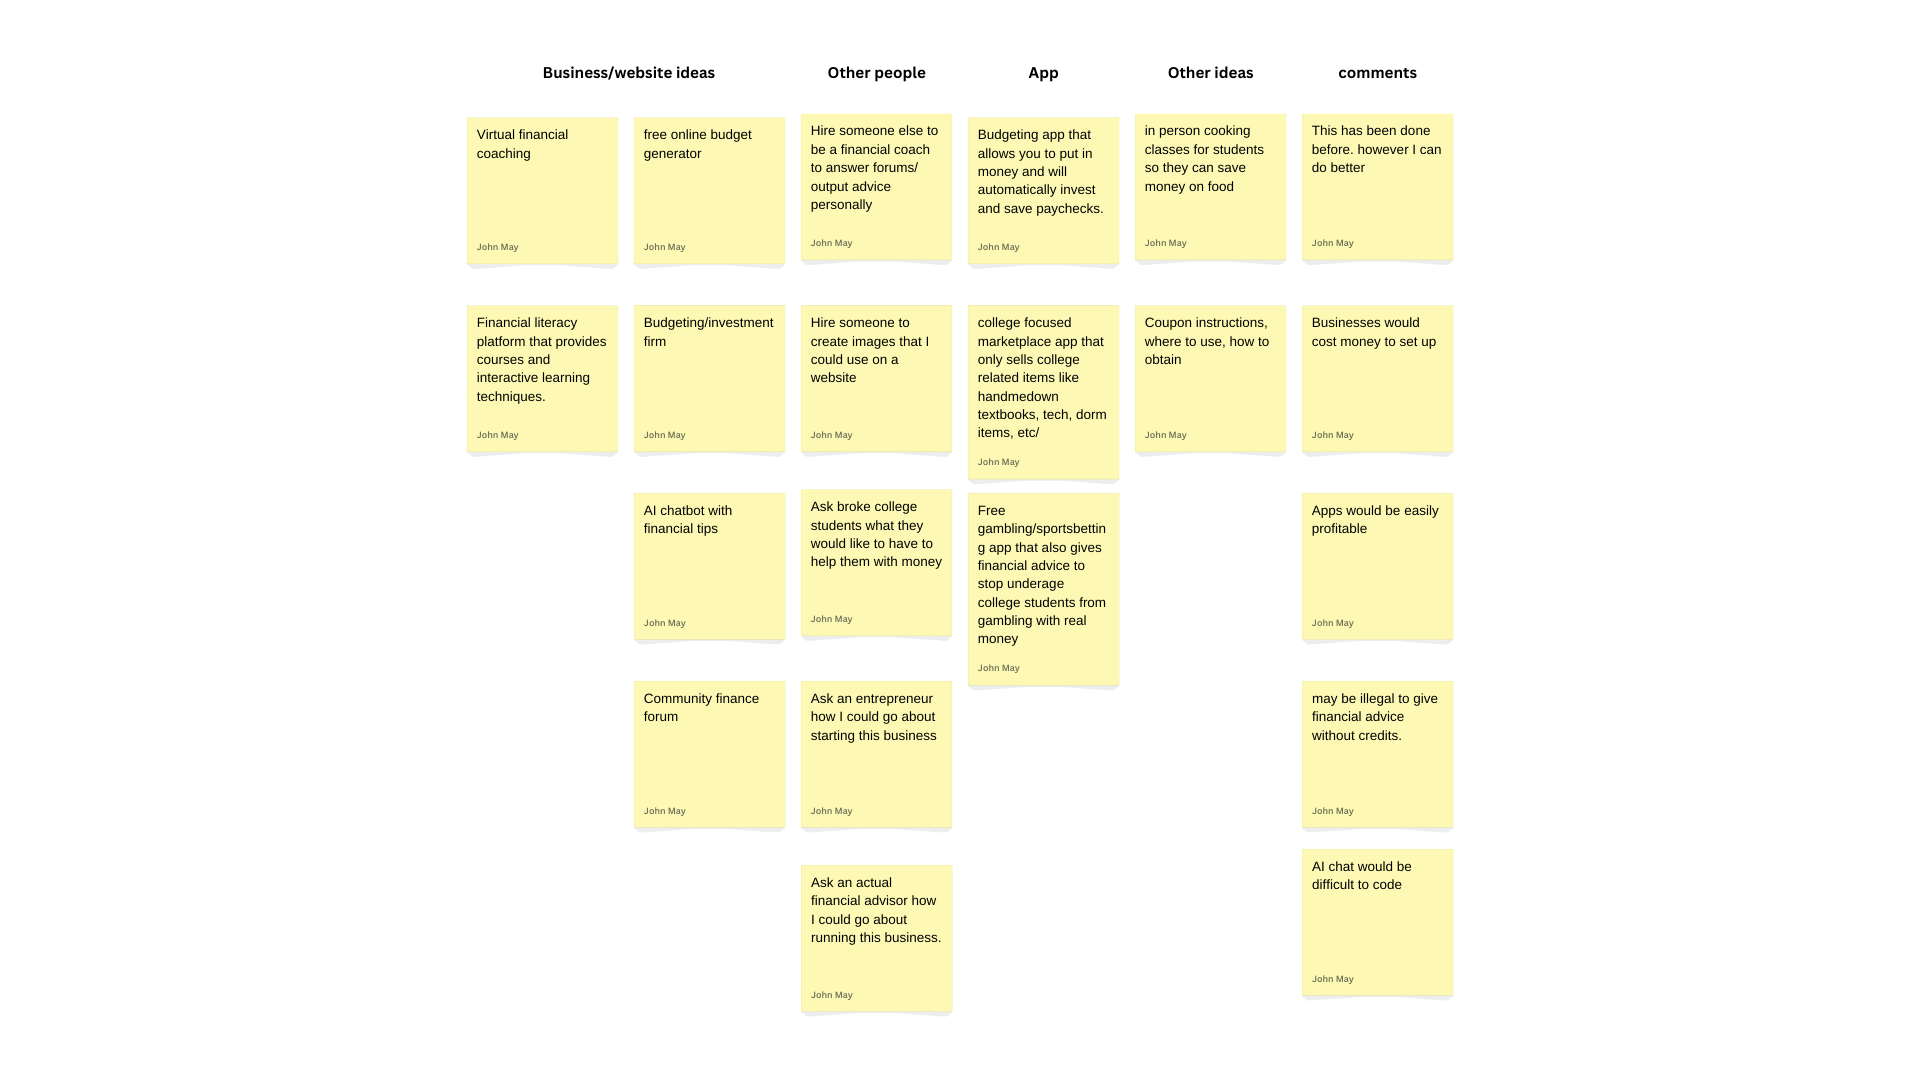 Business/website ideas
Other people
App
Other ideas
comments
Virtual financial
coaching
John May
free online budget
generator
John May
Hire someone else to
be a financial coach
to answer forums/
output advice
personally
John May
Budgeting app that
allows you to put in
money and will
automatically invest
and save paychecks.
John May
in person cooking
classes for students
so they can save
money on food
John May
This has been done
before. however I can
do better
John May
Financial literacy
platform that provides
courses and
interactive learning
techniques.
John May
Budgeting/investment
firm
John May
Hire someone to
create images that I
could use on a
website
John May
college focused
marketplace app that
only sells college
related items like
handmedown
textbooks, tech, dorm
items, etc/
John May
Coupon instructions,
where to use, how to
obtain
John May
Businesses would
cost money to set up
John May
AI chatbot with
financial tips
John May
Ask broke college
students what they
would like to have to
help them with money
John May
Free
gambling/sportsbettin
g app that also gives
financial advice to
stop underage
college students from
gambling with real
money
John May
Apps would be easily
profitable
John May
Community finance
forum
John May
Ask an entrepreneur
how I could go about
starting this business
John May
may be illegal to give
financial advice
without credits.
John May
Ask an actual
financial advisor how
I could go about
running this business.
John May
AI chat would be
difficult to code
John May